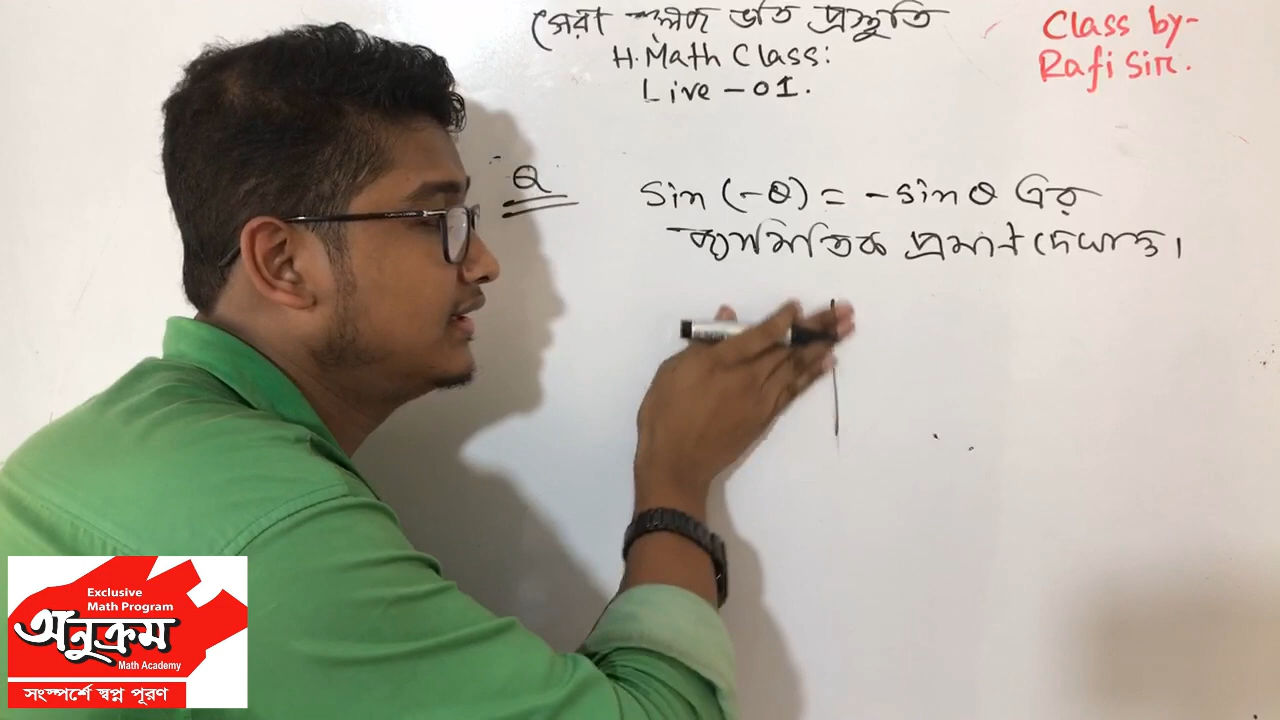 সেরা কলেজ ভর্তি প্রস্তুতি
H.Math Class:
Live - 01.
Class by-
Rafi Sir.
Q
Sin (-θ) = -sin θ এর
জ্যামিতিক প্রমাণ দেখাও।
Exclusive
Math Program
অনুক্রম
Math Academy
সংস্পর্শে স্বপ্ন পূরণ